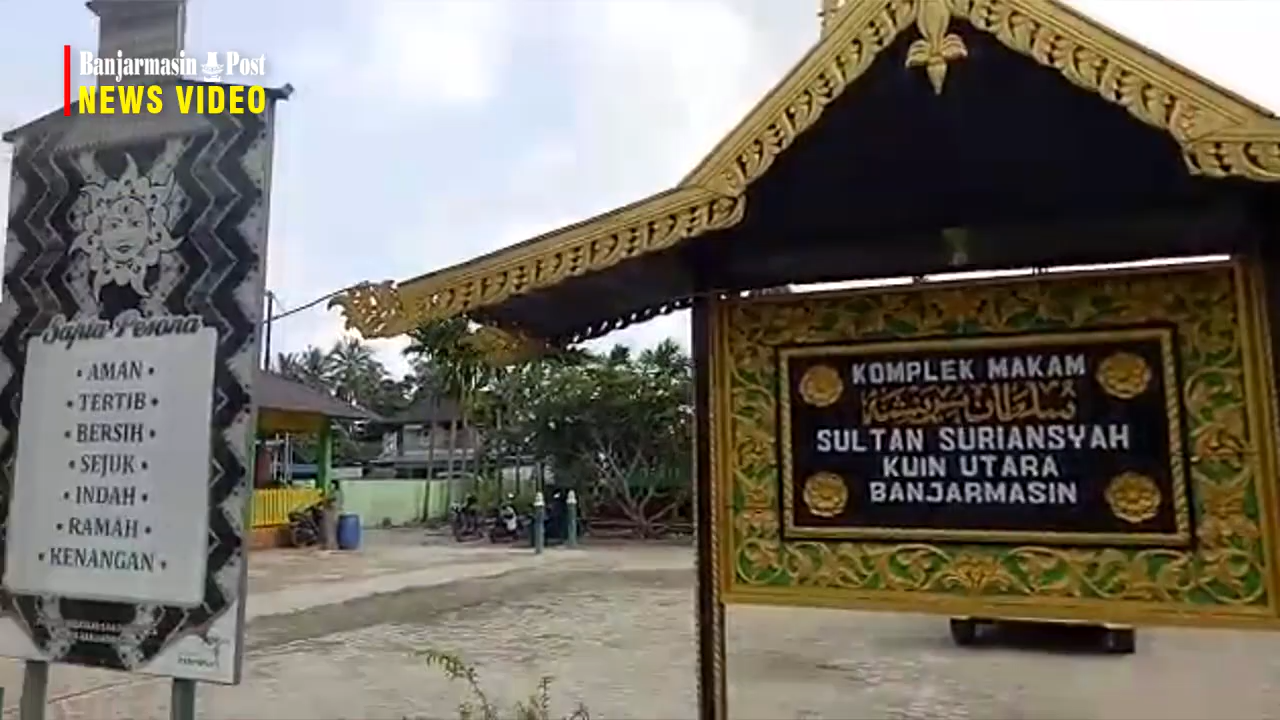 Banjarmasin Post
NEWS VIDEO
Sapta Pesona
• AMAN •
• TERTIB •
• BERSIH •
• SEJUK •
• INDAH •
• RAMAH •
• KENANGAN •
KOMPLEK MAKAM
سلطان سريانشه
SULTAN SURIANSYAH
KUIN UTARA
BANJARMASIN